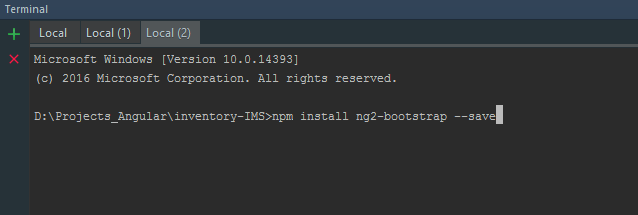 Terminal
Local Local (1) Local (2)
Microsoft Windows [Version 10.0.14393]
(c) 2016 Microsoft Corporation. All rights reserved.
D:\Projects_Angular\inventory-IMS>npm install ng2-bootstrap --save